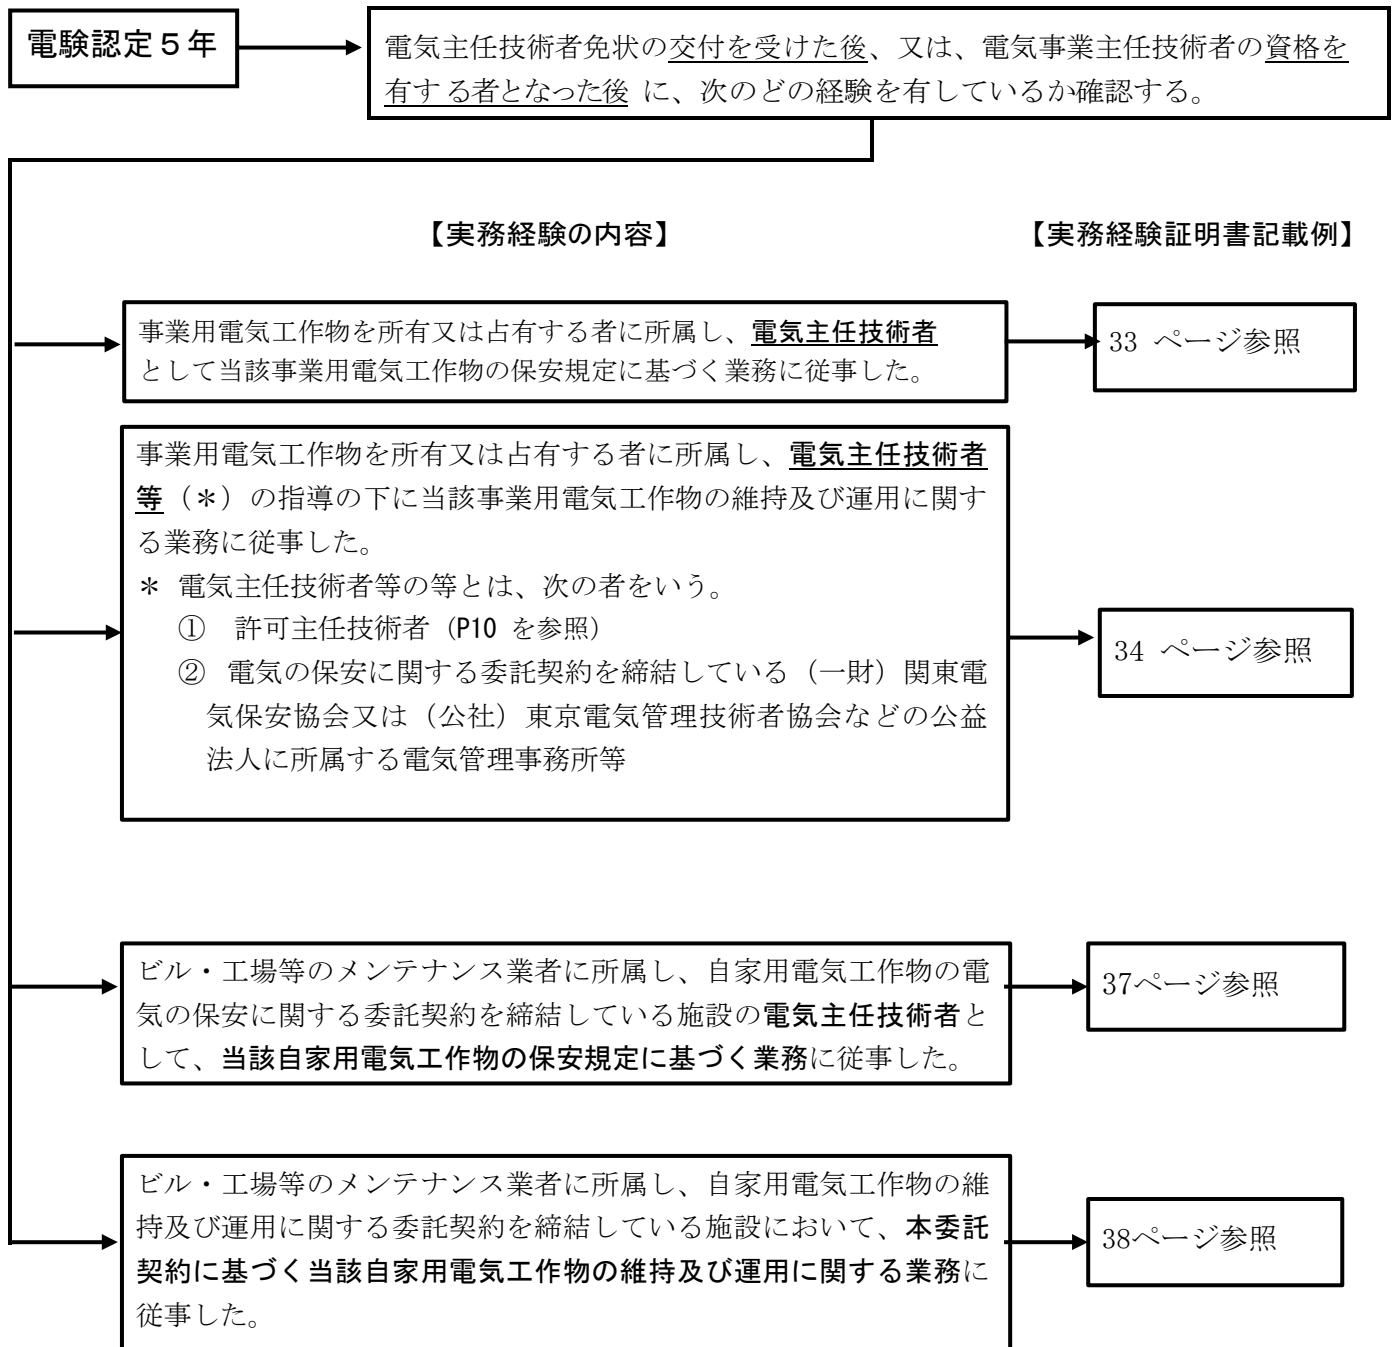 電験認定５年
電気主任技術者免状の交付を受けた後、又は、電気事業主任技術者の資格を
有する者となった後 に、次のどの経験を有しているか確認する。
【実務経験の内容】
【実務経験証明書記載例】
事業用電気工作物を所有又は占有する者に所属し、電気主任技術者
として当該事業用電気工作物の保安規定に基づく業務に従事した。
33 ページ参照
事業用電気工作物を所有又は占有する者に所属し、電気主任技術者
等（＊）の指導の下に当該事業用電気工作物の維持及び運用に関す
る業務に従事した。
＊ 電気主任技術者等の等とは、次の者をいう。
① 許可主任技術者（P10 を参照）
② 電気の保安に関する委託契約を締結している（一財）関東電
気保安協会又は（公社）東京電気管理技術者協会などの公益
法人に所属する電気管理事務所等
34 ページ参照
ビル・工場等のメンテナンス業者に所属し、自家用電気工作物の電
気の保安に関する委託契約を締結している施設の電気主任技術者と
して、当該自家用電気工作物の保安規定に基づく業務に従事した。
37ページ参照
ビル・工場等のメンテナンス業者に所属し、自家用電気工作物の維
持及び運用に関する委託契約を締結している施設において、本委託
契約に基づく当該自家用電気工作物の維持及び運用に関する業務に
従事した。
38ページ参照